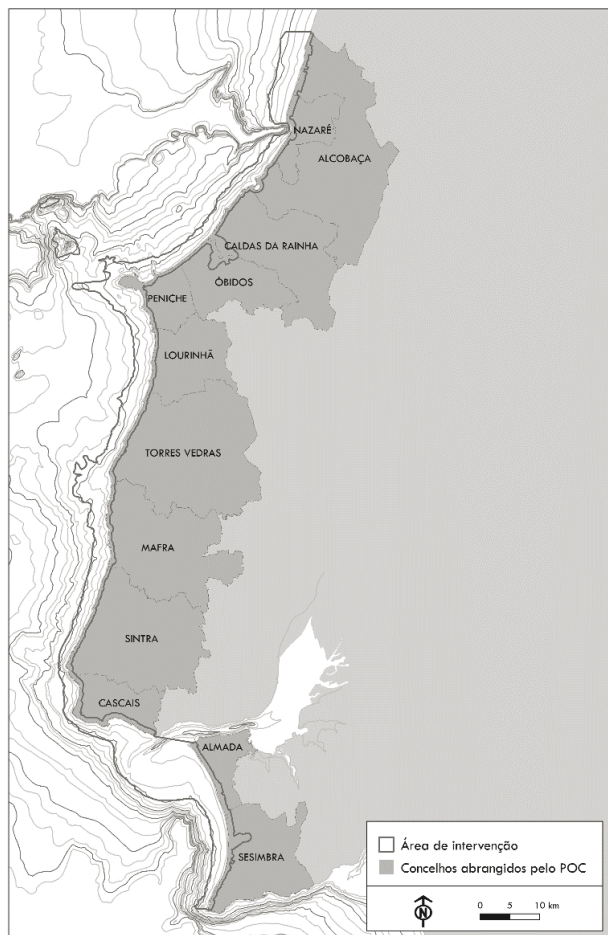 NAZARÉ
ALCOBAÇA
CALDAS DA RAINHA
ÓBIDOS
PENICHE
LOURINHÃ
TORRES VEDRAS
MAFRA
SINTRA
CASCAIS
ALMADA
SESIMBRA
Área de intervenção
Concelhos abrangidos pelo POC
N
0 5 10 km